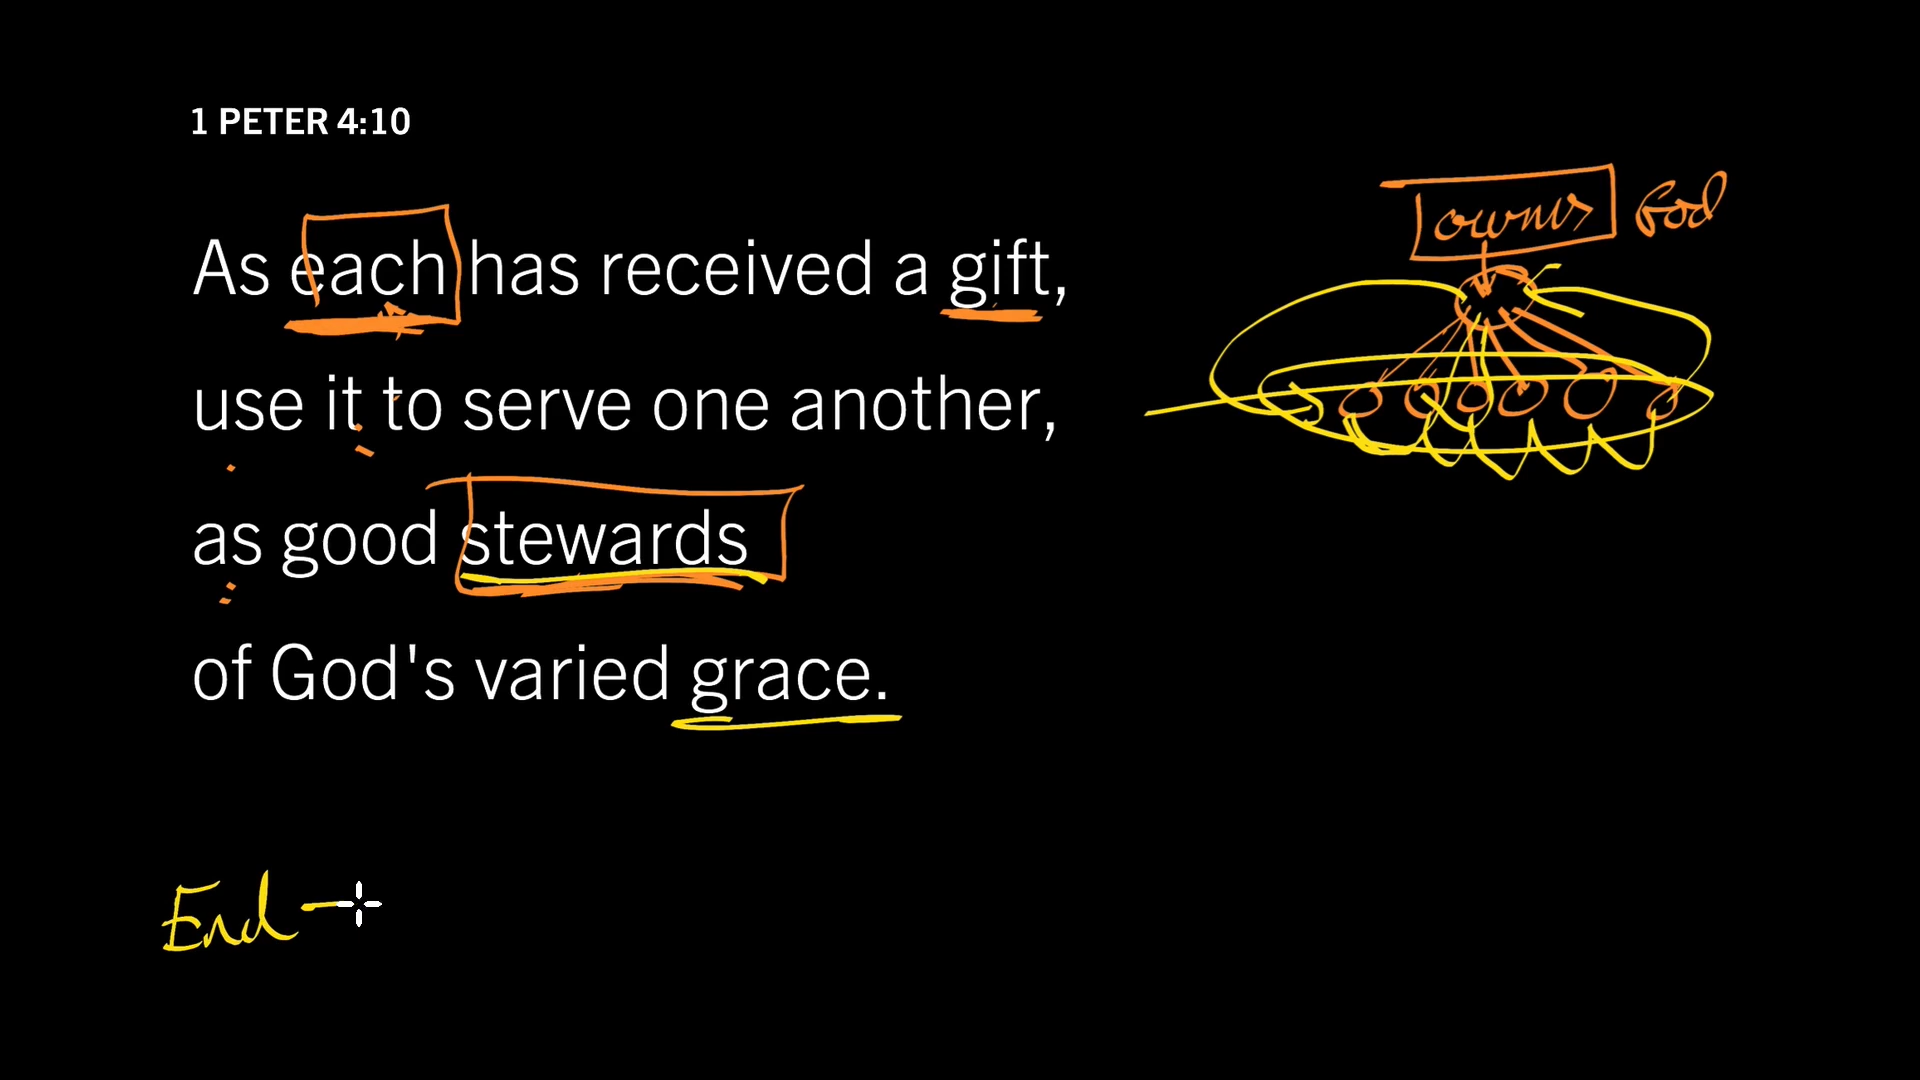 1 PETER 4:10
As each has received a gift,
use it to serve one another,
as good stewards
of God's varied grace.
owner God
End